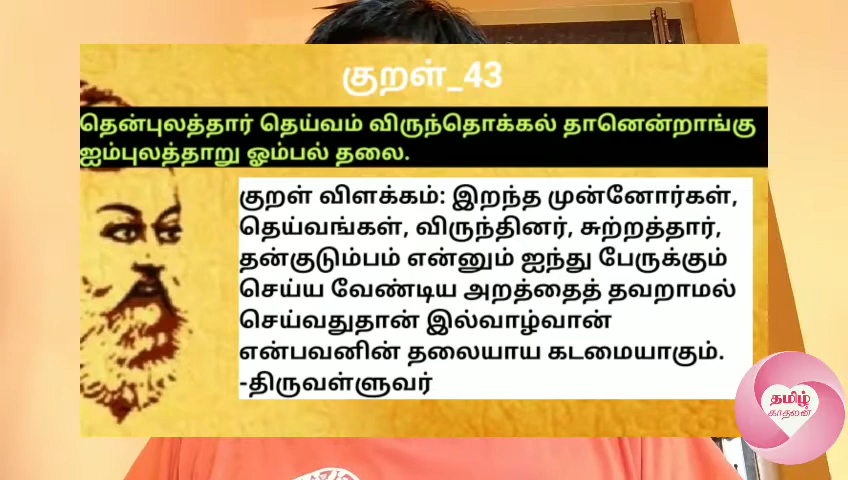 குறள்_43
தென்புலத்தார் தெய்வம் விருந்தொக்கல் தானென்றாங்கு
ஐம்புலத்தாறு ஓம்பல் தலை.
குறள் விளக்கம்: இறந்த முன்னோர்கள்,
தெய்வங்கள், விருந்தினர், சுற்றத்தார்,
தன்குடும்பம் என்னும் ஐந்து பேருக்கும்
செய்ய வேண்டிய அறத்தைத் தவறாமல்
செய்வதுதான் இல்வாழ்வான்
என்பவனின் தலையாய கடமையாகும்.
-திருவள்ளுவர்
தமிழ்
காதலன்